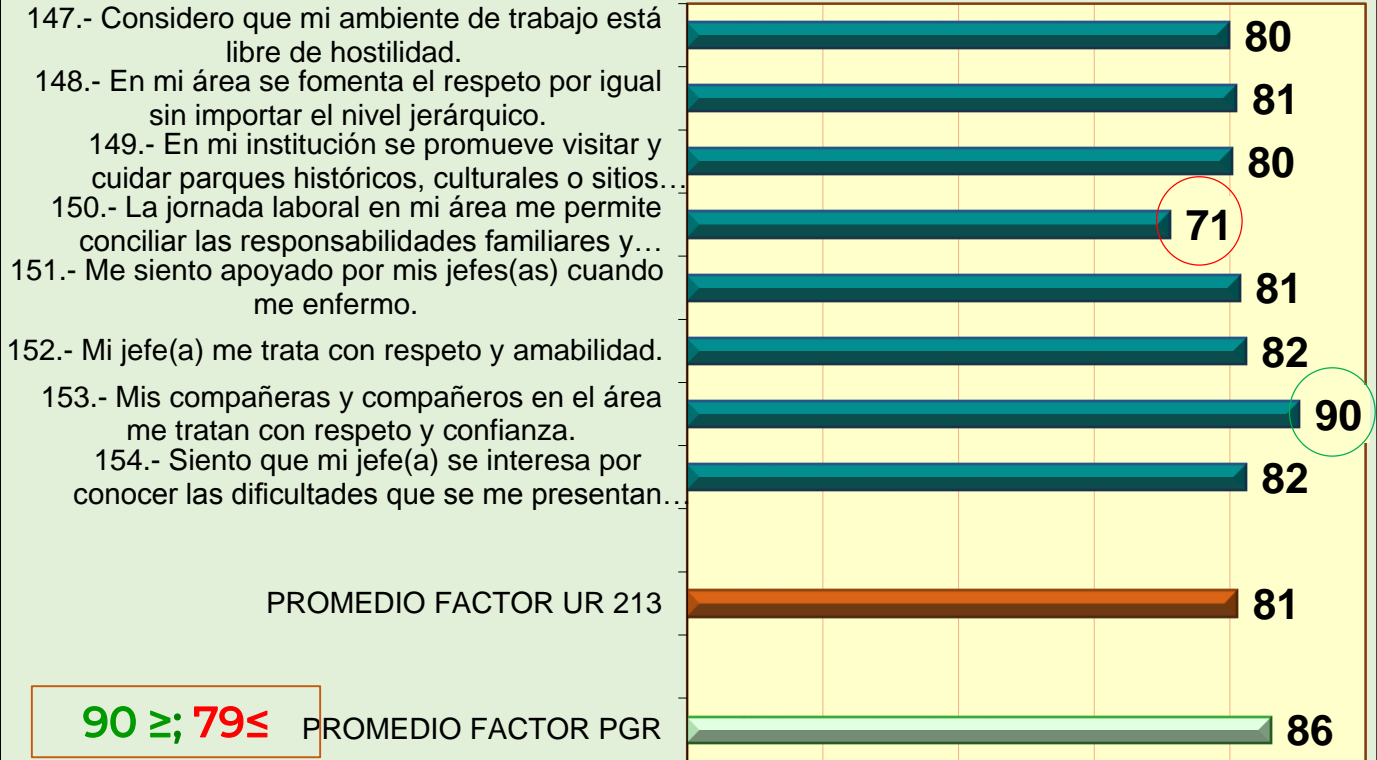 147.- Considero que mi ambiente de trabajo está
libre de hostilidad.
80
148.- En mi área se fomenta el respeto por igual
sin importar el nivel jerárquico.
81
149.- En mi institución se promueve visitar y
cuidar parques históricos, culturales o sitios…
80
150.- La jornada laboral en mi área me permite
conciliar las responsabilidades familiares y…
71
151.- Me siento apoyado por mis jefes(as) cuando
me enfermo.
81
152.- Mi jefe(a) me trata con respeto y amabilidad.
82
153.- Mis compañeras y compañeros en el área
me tratan con respeto y confianza.
90
154.- Siento que mi jefe(a) se interesa por
conocer las dificultades que se me presentan…
82
PROMEDIO FACTOR UR 213
81
90 ≥; 79≤
PROMEDIO FACTOR PGR
86